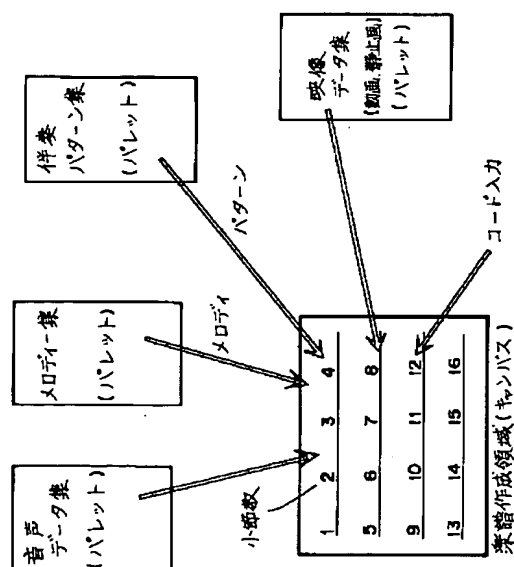 音声
データ集
(パレット)
メロディー集
(パレット)
伴奏
パターン集
(パレット)
映像
データ集
(動画,静止画)
(パレット)
メロディ
パターン
コード入力
小節数
1 2 3 4
5 6 7 8
9 10 11 12
13 14 15 16
楽譜作成領域(キャンバス)